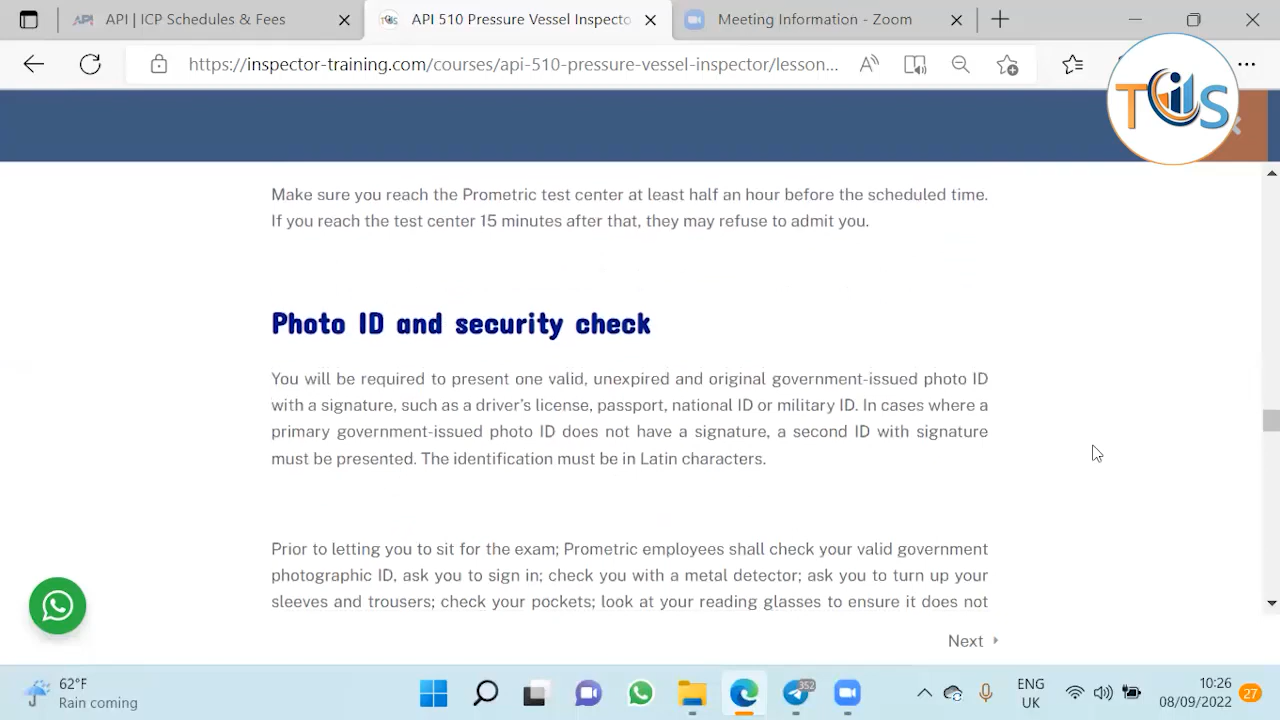 API | ICP Schedules & Fees
API 510 Pressure Vessel Inspecto
Meeting Information - Zoom
https://inspector-training.com/courses/api-510-pressure-vessel-inspector/lesson...
TIS
Make sure you reach the Prometric test center at least half an hour before the scheduled time.
If you reach the test center 15 minutes after that, they may refuse to admit you.
Photo ID and security check
You will be required to present one valid, unexpired and original government-issued photo ID
with a signature, such as a driver's license, passport, national ID or military ID. In cases where a
primary government-issued photo ID does not have a signature, a second ID with signature
must be presented. The identification must be in Latin characters.
Prior to letting you to sit for the exam; Prometric employees shall check your valid government
photographic ID, ask you to sign in; check you with a metal detector; ask you to turn up your
sleeves and trousers; check your pockets; look at your reading glasses to ensure it does not
Next
62°F
Rain coming
352
ENG
UK
10:26
08/09/2022
27